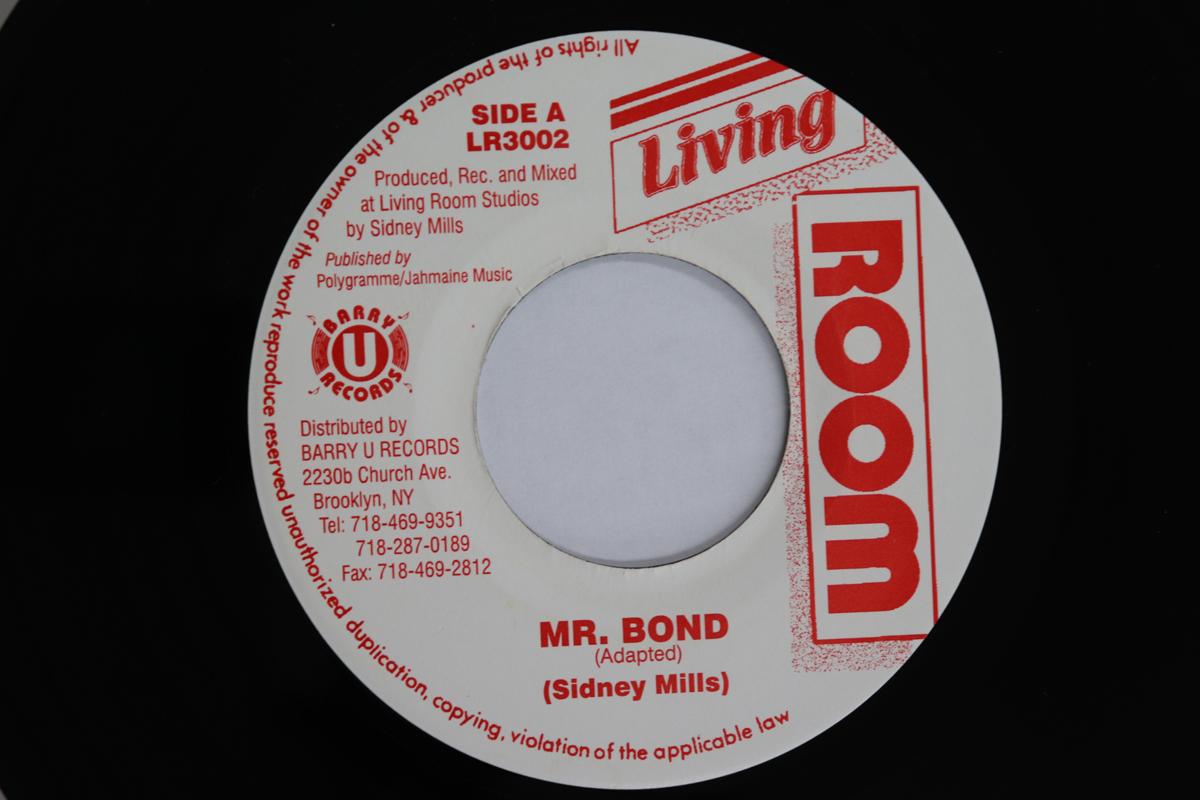 All rights of the producer & of the owner of the work reproduce reserved unauthorized duplication, copying, violation of the applicable law
SIDE A
LR3002
Living
ROOM
Produced, Rec. and Mixed
at Living Room Studios
by Sidney Mills
Published by
Polygramme/Jahmaine Music
BARRY
U
RECORDS
Distributed by
BARRY U RECORDS
2230b Church Ave.
Brooklyn, NY
Tel: 718-469-9351
718-287-0189
Fax: 718-469-2812
MR. BOND
(Adapted)
(Sidney Mills)